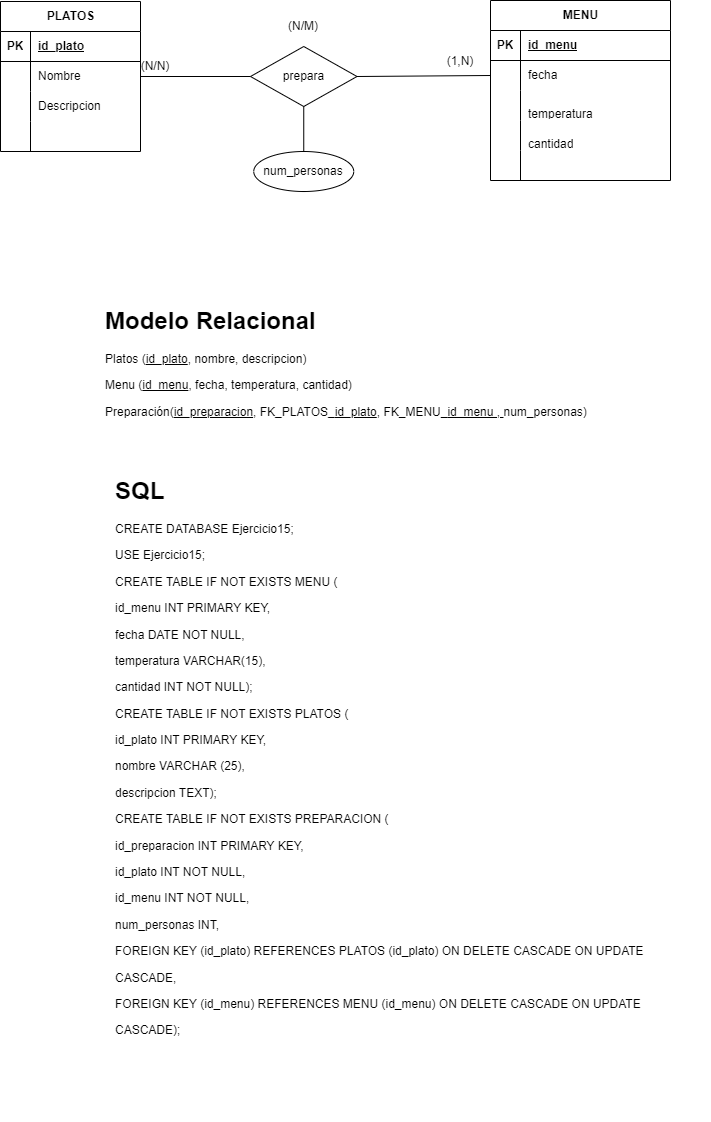 PLATOS
PK id_plato
Nombre
Descripcion
(N/N)
(N/M)
prepara
num_personas
(1,N)
MENU
PK id_menu
fecha
temperatura
cantidad
Modelo Relacional
Platos (id_plato, nombre, descripcion)
Menu (id_menu, fecha, temperatura, cantidad)
Preparación(id_preparacion, FK_PLATOS_id_plato, FK_MENU_id_menu , num_personas)
SQL
CREATE DATABASE Ejercicio15;
USE Ejercicio15;
CREATE TABLE IF NOT EXISTS MENU (
id_menu INT PRIMARY KEY,
fecha DATE NOT NULL,
temperatura VARCHAR(15),
cantidad INT NOT NULL);
CREATE TABLE IF NOT EXISTS PLATOS (
id_plato INT PRIMARY KEY,
nombre VARCHAR (25),
descripcion TEXT);
CREATE TABLE IF NOT EXISTS PREPARACION (
id_preparacion INT PRIMARY KEY,
id_plato INT NOT NULL,
id_menu INT NOT NULL,
num_personas INT,
FOREIGN KEY (id_plato) REFERENCES PLATOS (id_plato) ON DELETE CASCADE ON UPDATE
CASCADE,
FOREIGN KEY (id_menu) REFERENCES MENU (id_menu) ON DELETE CASCADE ON UPDATE
CASCADE);